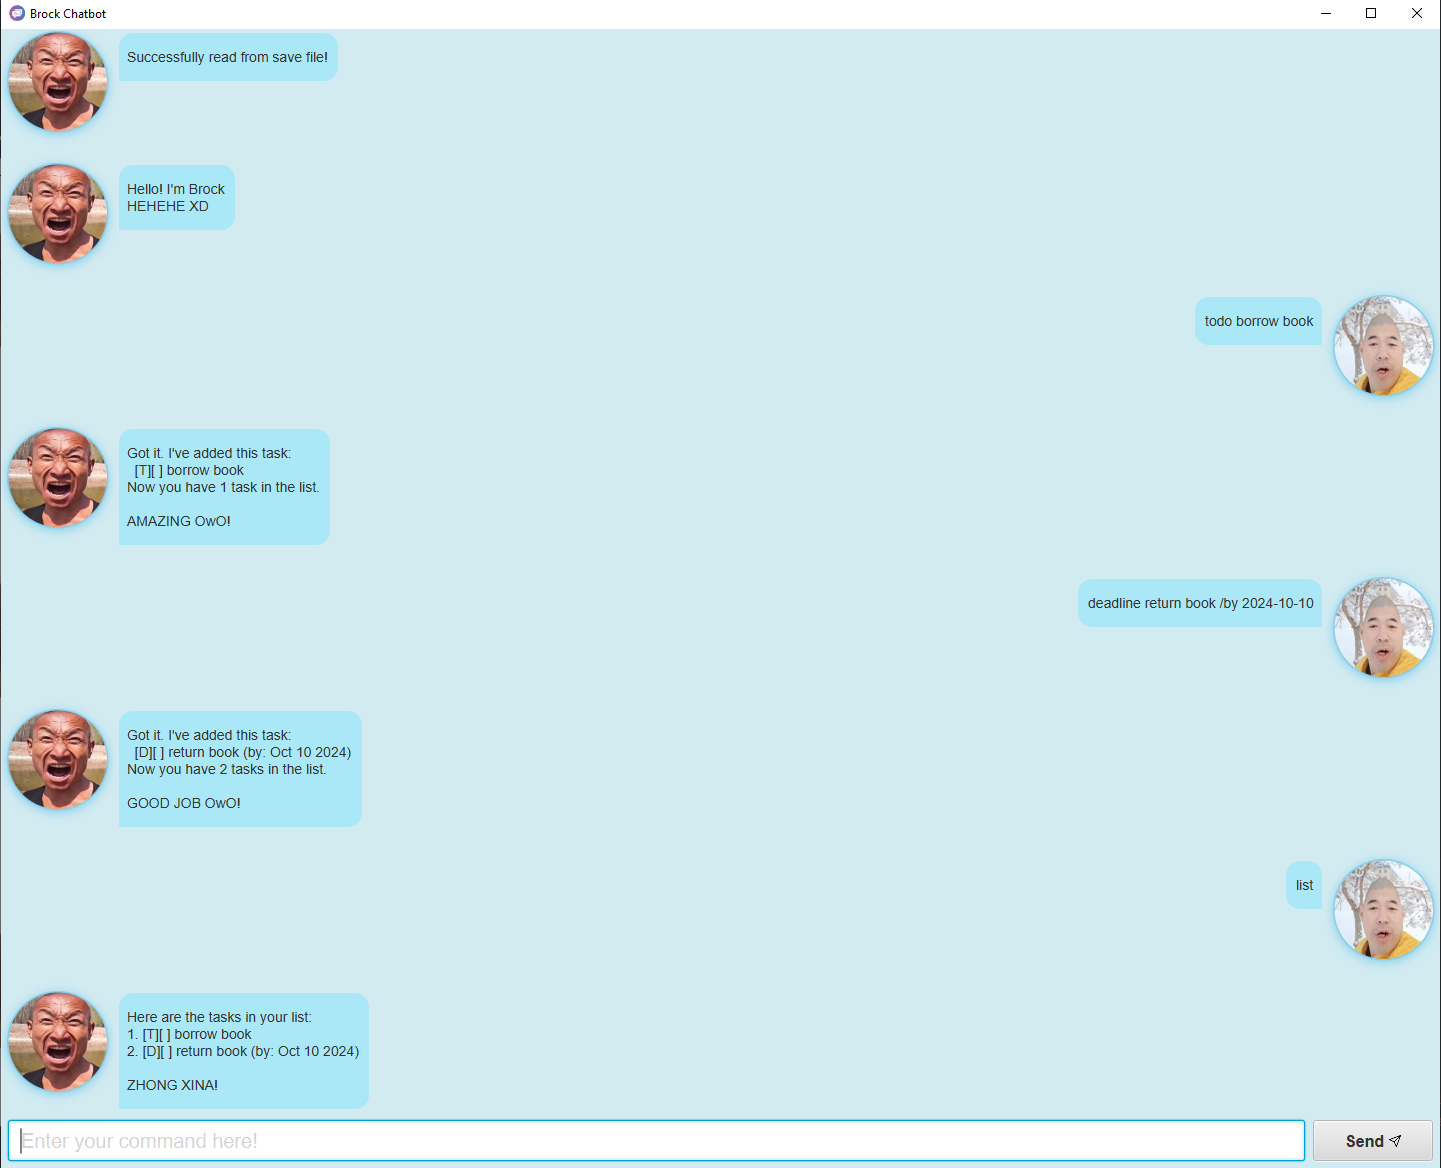 Brock Chatbot
Successfully read from save file!
Hello! I'm Brock
HEHEHE XD
todo borrow book
Got it. I've added this task:
[T][ ] borrow book
Now you have 1 task in the list.
AMAZING OwO!
deadline return book /by 2024-10-10
Got it. I've added this task:
[D][ ] return book (by: Oct 10 2024)
Now you have 2 tasks in the list.
GOOD JOB OwO!
list
Here are the tasks in your list:
1. [T][ ] borrow book
2. [D][ ] return book (by: Oct 10 2024)
ZHONG XINA!
Enter your command here!
Send